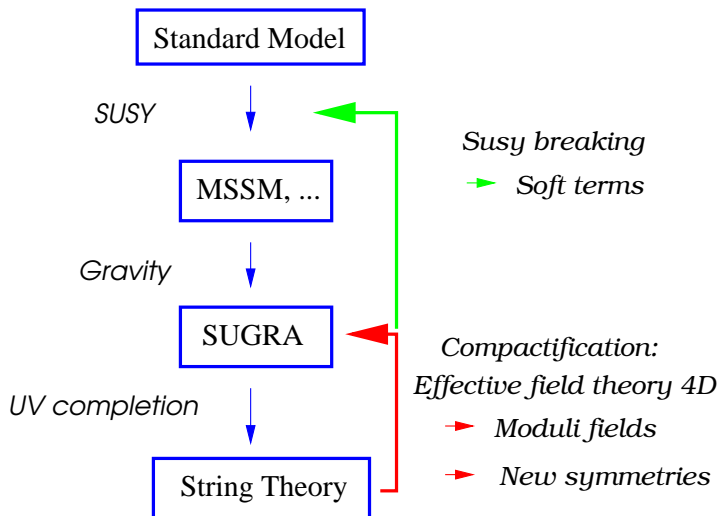 Standard Model
SUSY
Susy breaking
Soft terms
MSSM, ...
Gravity
SUGRA
Compactification:
Effective field theory 4D
UV completion
Moduli fields
String Theory
New symmetries